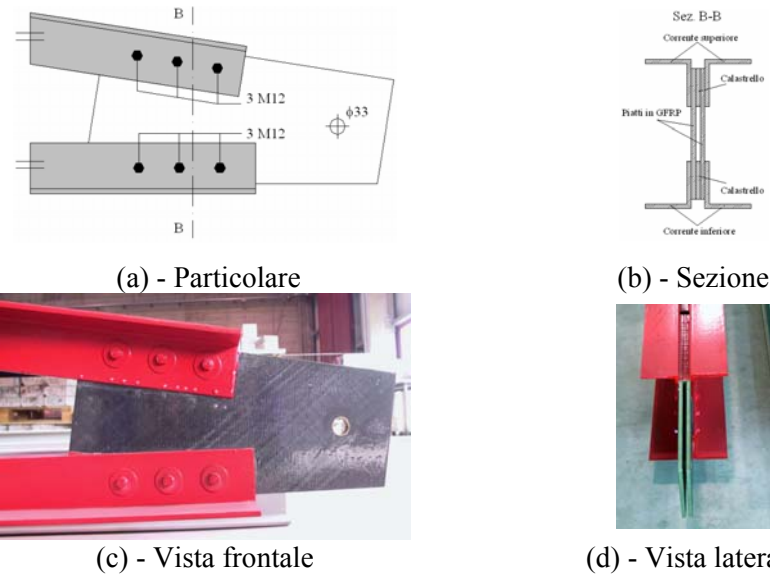 B
3 M12
3 M12
ϕ33
B
(a) - Particolare
Sez. B-B
Corrente superiore
Calastrello
Piatti in GFRP
Calastrello
Corrente inferiore
(b) - Sezione
(c) - Vista frontale
(d) - Vista latera